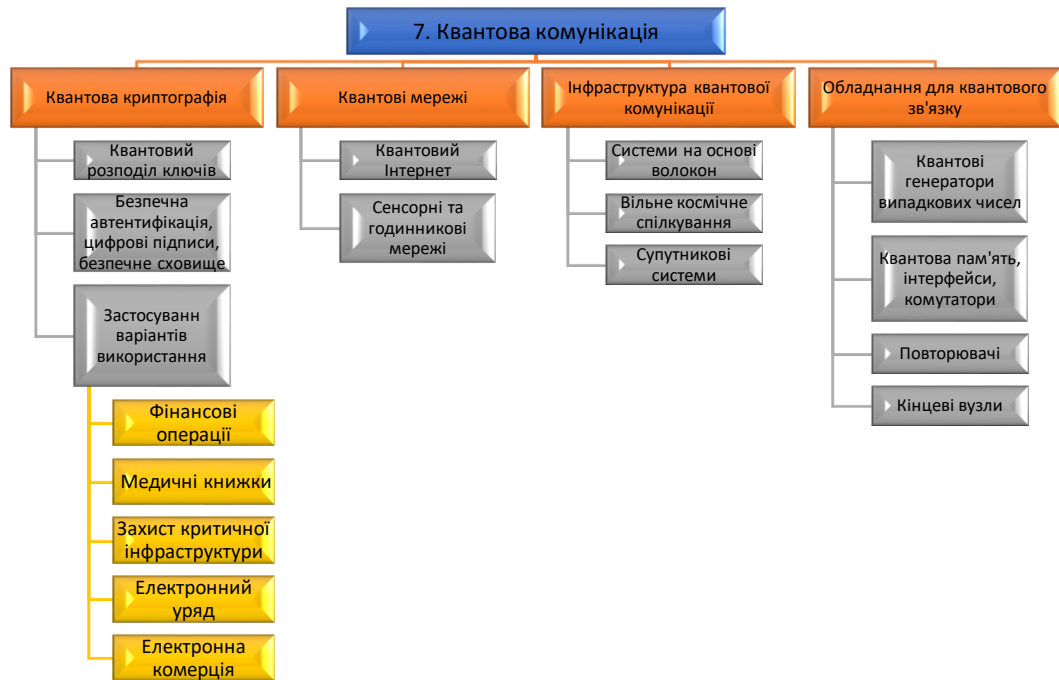 7. Квантова комунікація
Квантова криптографія
Квантовий
розподіл ключів
Безпечна
автентифікація,
цифрові підписи,
безпечне сховище
Застосуванн
варіантів
використання
Фінансові
операції
Медичні книжки
Захист критичної
інфраструктури
Електронний
уряд
Електронна
комерція
Квантові мережі
Квантовий
Інтернет
Сенсорні та
годинникові
мережі
Інфраструктура квантової
комунікації
Системи на основі
волокон
Вільне космічне
спілкування
Супутникові
системи
Обладнання для квантового
зв'язку
Квантові
генератори
випадкових чисел
Квантова пам'ять,
інтерфейси,
комутатори
Повторювачі
Кінцеві вузли